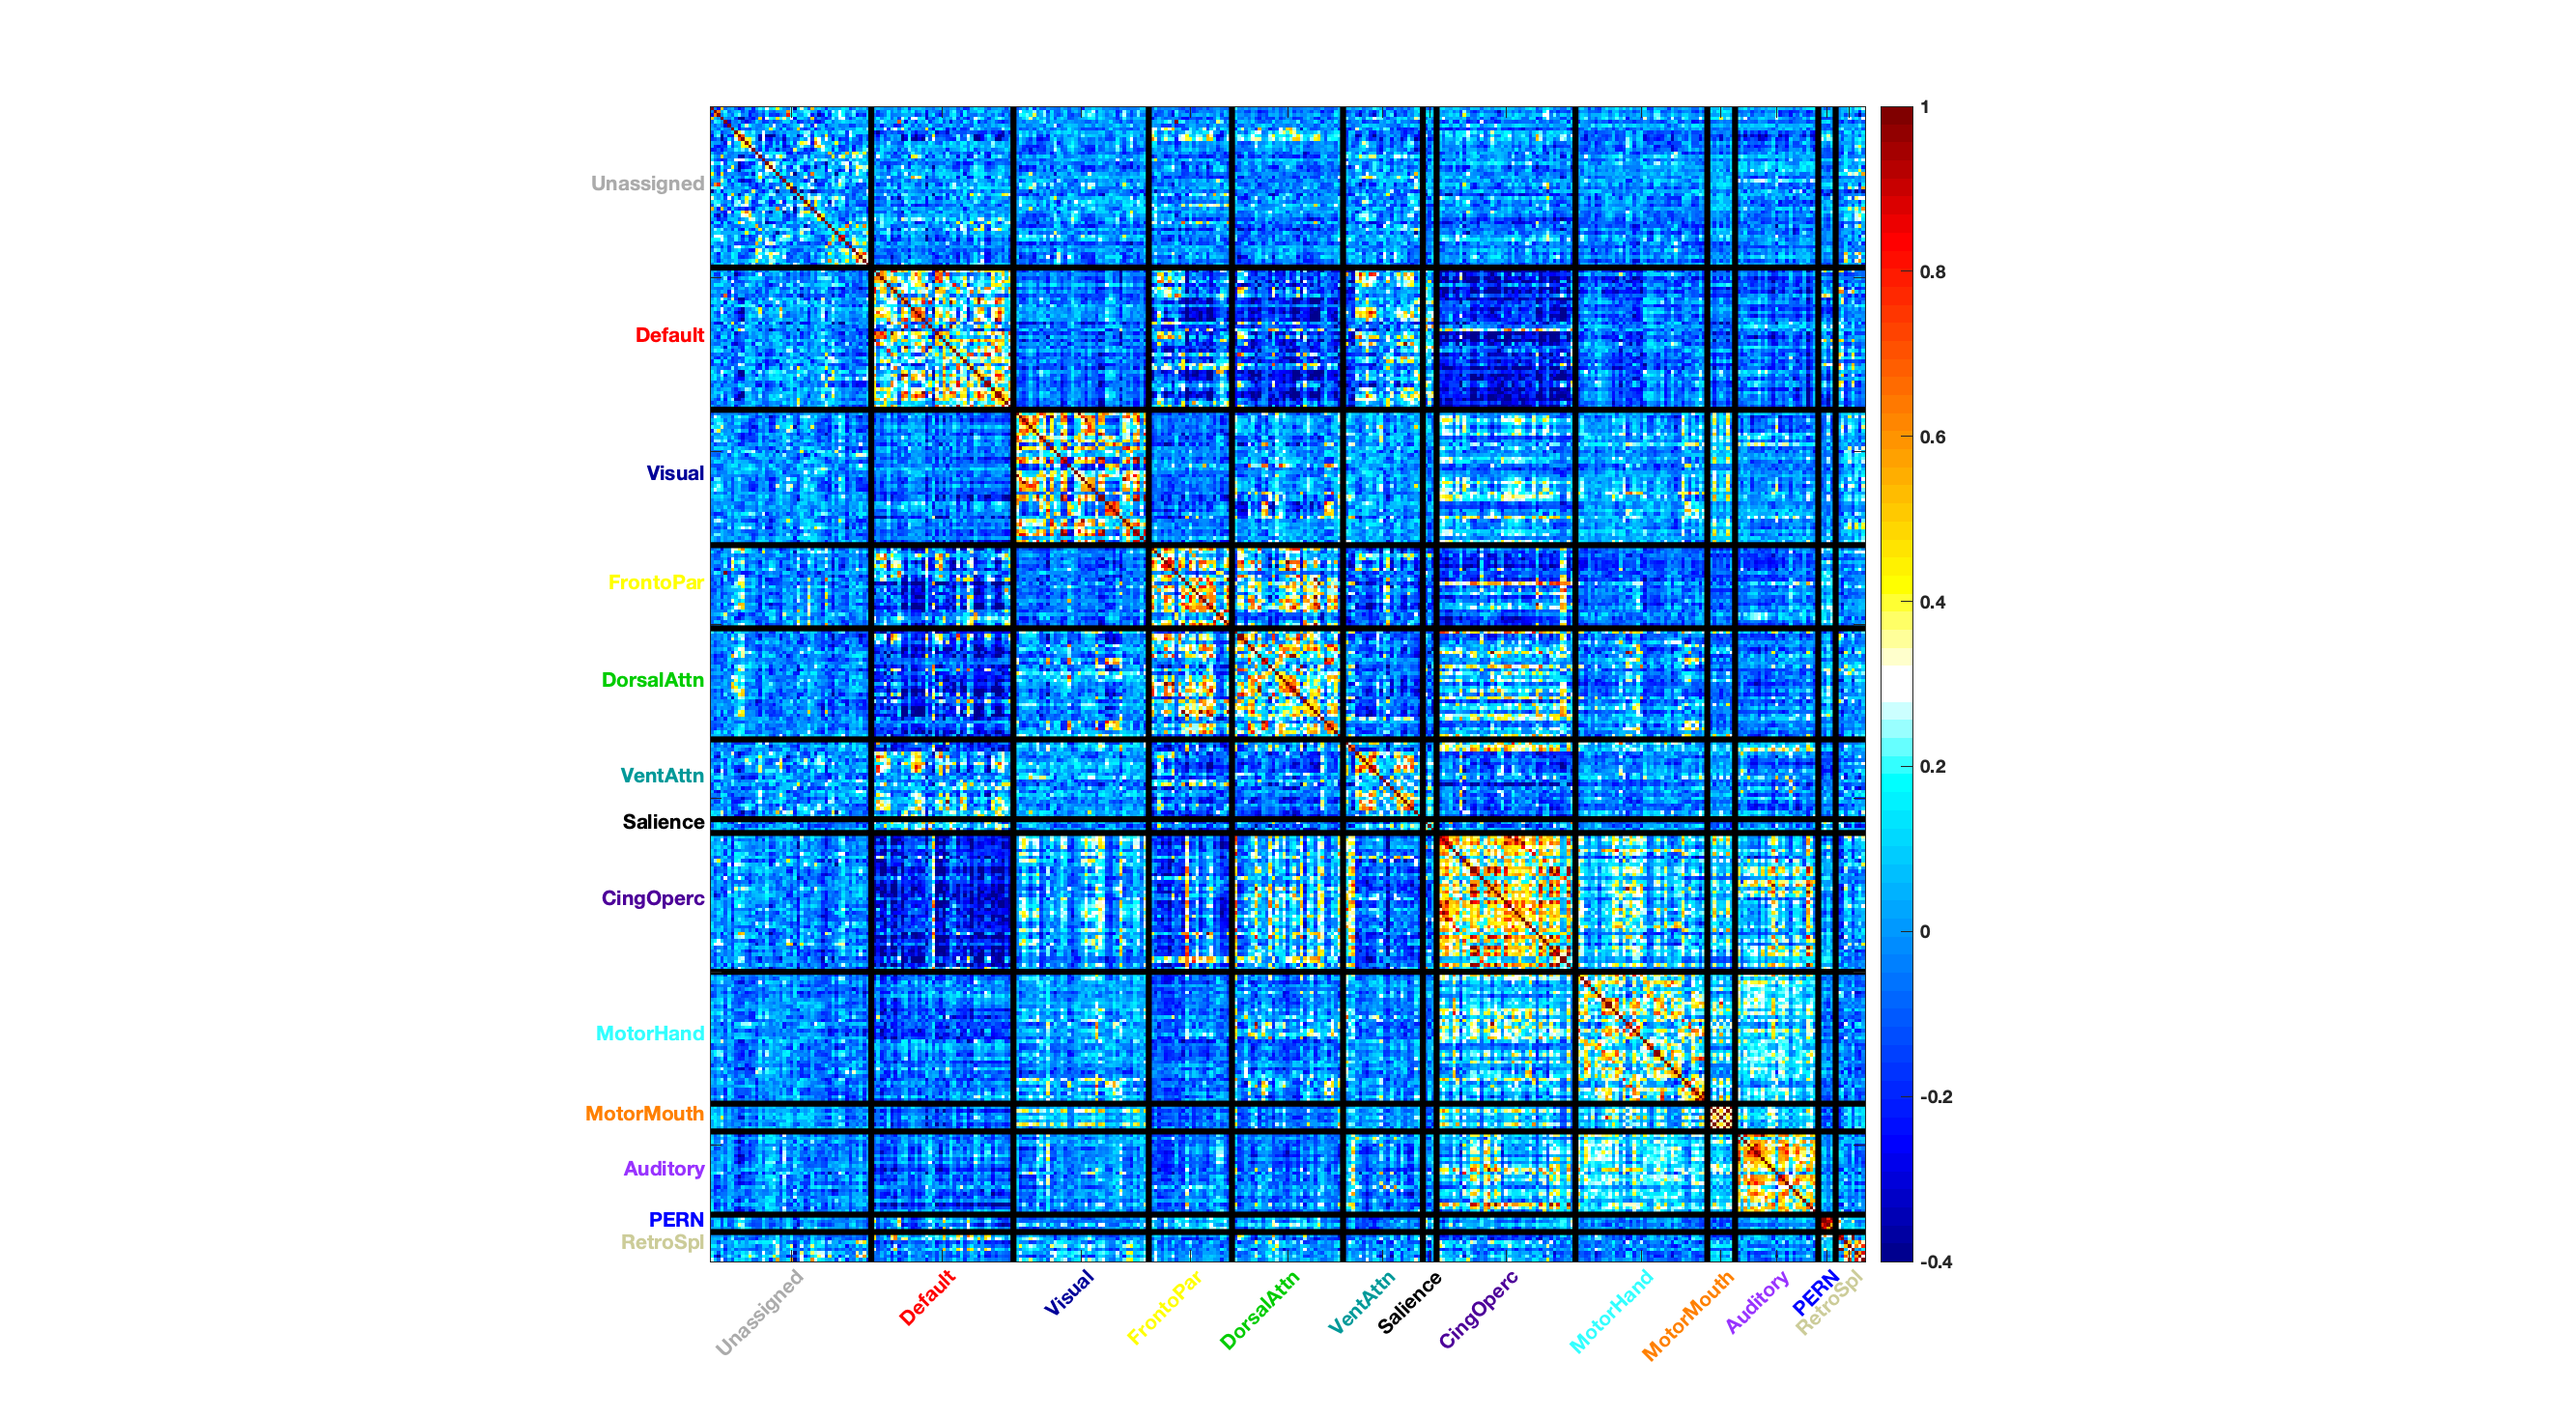 Unassigned
Default
Visual
FrontoPar
DorsalAttn
VentAttn
Salience
CingOperc
MotorHand
MotorMouth
Auditory
PERN
RetroSpl
Unassigned
Default
Visual
FrontoPar
DorsalAttn
VentAttn
Salience
CingOperc
MotorHand
MotorMouth
Auditory
PERN
RetroSpl
1
0.8
0.6
0.4
0.2
0
-0.2
-0.4